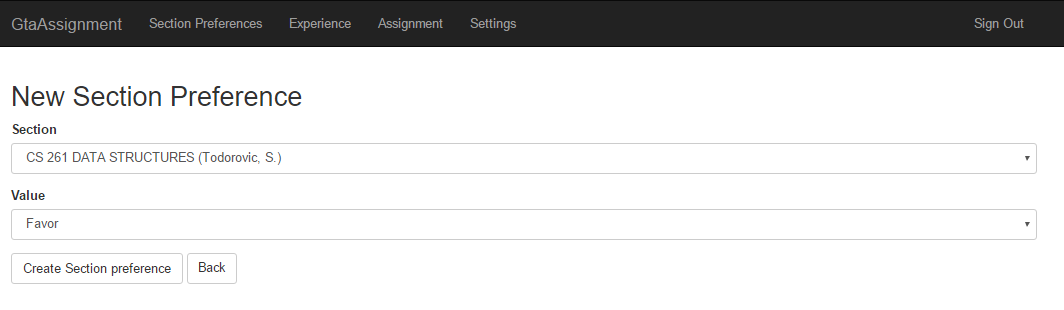 GtaAssignment Section Preferences Experience Assignment Settings Sign Out
New Section Preference
Section
CS 261 DATA STRUCTURES (Todorovic, S.)
Value
Favor
Create Section preference Back